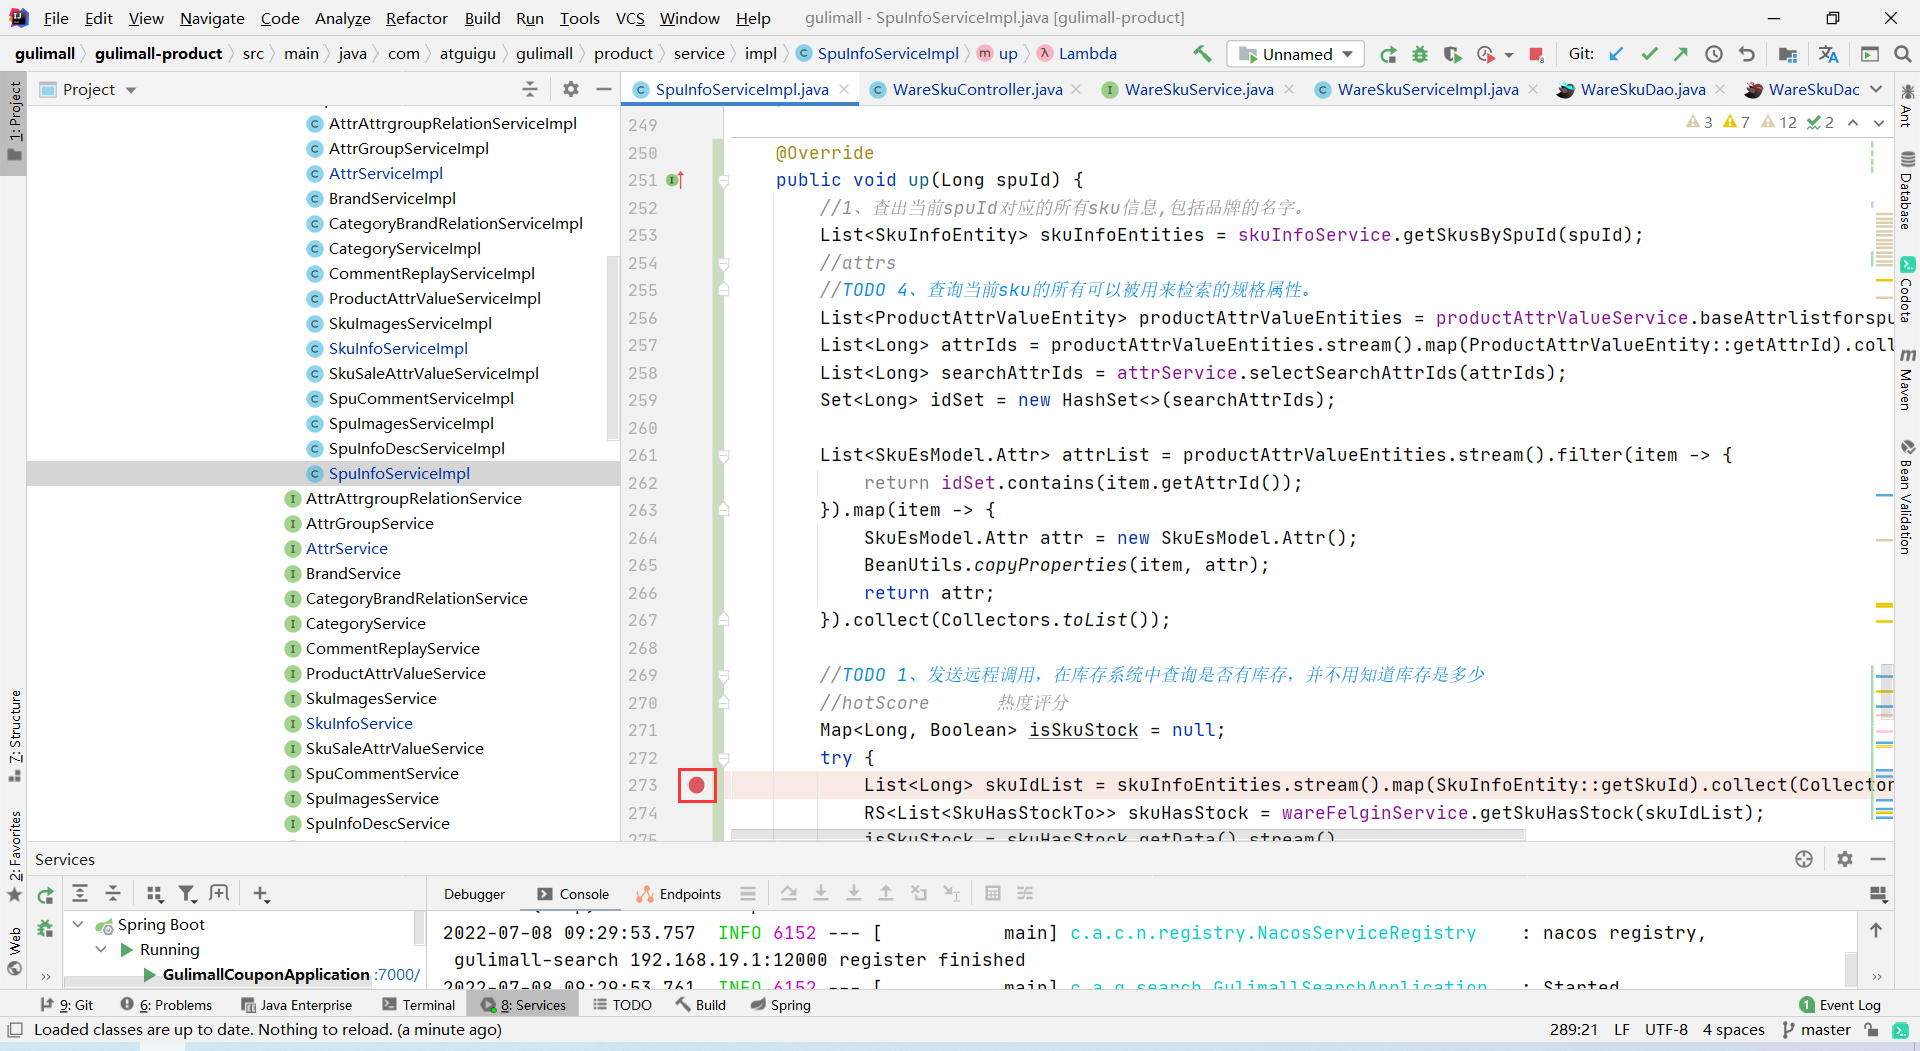 File Edit View Navigate Code Analyze Refactor Build Run Tools VCS Window Help gulimall - SpuInfoServiceImpl.java [gulimall-product]
gulimall gulimall-product src main java com atguigu gulimall product service impl SpuInfoServiceImpl up Lambda Unnamed Git:
1: Project
Project
AttrAttrgroupRelationServiceImpl
AttrGroupServiceImpl
AttrServiceImpl
BrandServiceImpl
CategoryBrandRelationServiceImpl
CategoryServiceImpl
CommentReplayServiceImpl
ProductAttrValueServiceImpl
SkuImagesServiceImpl
SkuInfoServiceImpl
SkuSaleAttrValueServiceImpl
SpuCommentServiceImpl
SpuImagesServiceImpl
SpuInfoDescServiceImpl
SpuInfoServiceImpl
AttrAttrgroupRelationService
AttrGroupService
AttrService
BrandService
CategoryBrandRelationService
CategoryService
CommentReplayService
ProductAttrValueService
SkuImagesService
SkuInfoService
SkuSaleAttrValueService
SpuCommentService
SpuImagesService
SpuInfoDescService
7: Structure
2: Favorites
Web
SpuInfoServiceImpl.java WareSkuController.java WareSkuService.java WareSkuServiceImpl.java WareSkuDao.java WareSkuDao
3 7 12 2
249
250 @Override
251 public void up(Long spuId) {
252 //1、查出当前spuId对应的所有sku信息,包括品牌的名字。
253 List<SkuInfoEntity> skuInfoEntities = skuInfoService.getSkusBySpuId(spuId);
254 //attrs
255 //TODO 4、查询当前sku的所有可以被用来检索的规格属性。
256 List<ProductAttrValueEntity> productAttrValueEntities = productAttrValueService.baseAttrlistforspu
257 List<Long> attrIds = productAttrValueEntities.stream().map(ProductAttrValueEntity::getAttrId).coll
258 List<Long> searchAttrIds = attrService.selectSearchAttrIds(attrIds);
259 Set<Long> idSet = new HashSet<>(searchAttrIds);
260
261 List<SkuEsModel.Attr> attrList = productAttrValueEntities.stream().filter(item -> {
262 return idSet.contains(item.getAttrId());
263 }).map(item -> {
264 SkuEsModel.Attr attr = new SkuEsModel.Attr();
265 BeanUtils.copyProperties(item, attr);
266 return attr;
267 }).collect(Collectors.toList());
268
269 //TODO 1、发送远程调用，在库存系统中查询是否有库存，并不用知道库存是多少
270 //hotScore 热度评分
271 Map<Long, Boolean> isSkuStock = null;
272 try {
273 List<Long> skuIdList = skuInfoEntities.stream().map(SkuInfoEntity::getSkuId).collect(Collector
274 RS<List<SkuHasStockTo>> skuHasStock = wareFelginService.getSkuHasStock(skuIdList);
275 isSkuStock = skuHasStock.getData().stream()
Ant
Database
Codota
Maven
Bean Validation
Services
Debugger Console Endpoints
Spring Boot
Running
GulimallCouponApplication :7000/
2022-07-08 09:29:53.757 INFO 6152 --- [ main] c.a.c.n.registry.NacosServiceRegistry : nacos registry,
gulimall-search 192.168.19.1:12000 register finished
2022-07-08 09:29:53.761 INFO 6152 --- [ main] c.a.g.search.GulimallSearchApplication : Started
9: Git 6: Problems Java Enterprise Terminal 8: Services TODO Build Spring 1 Event Log
Loaded classes are up to date. Nothing to reload. (a minute ago) 289:21 LF UTF-8 4 spaces master